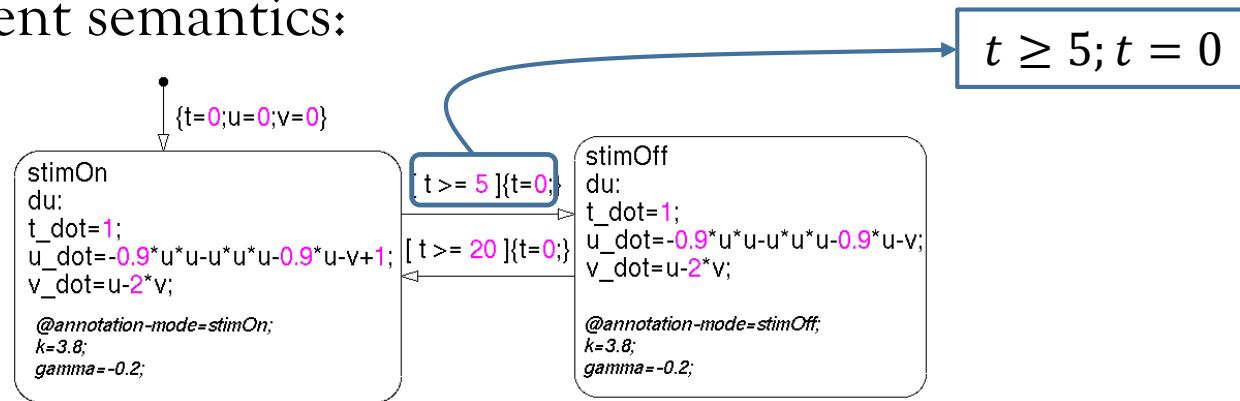 ent semantics:
t ≥ 5; t = 0
{t=0;u=0;v=0}
stimOn
du:
t_dot=1;
u_dot=-0.9*u*u-u*u*u-0.9*u-v+1;
v_dot=u-2*v;
@annotation-mode=stimOn;
k=3.8;
gamma=-0.2;
[ t >= 5 ]{t=0;}
[ t >= 20 ]{t=0;}
stimOff
du:
t_dot=1;
u_dot=-0.9*u*u-u*u*u-0.9*u-v;
v_dot=u-2*v;
@annotation-mode=stimOff;
k=3.8;
gamma=-0.2;